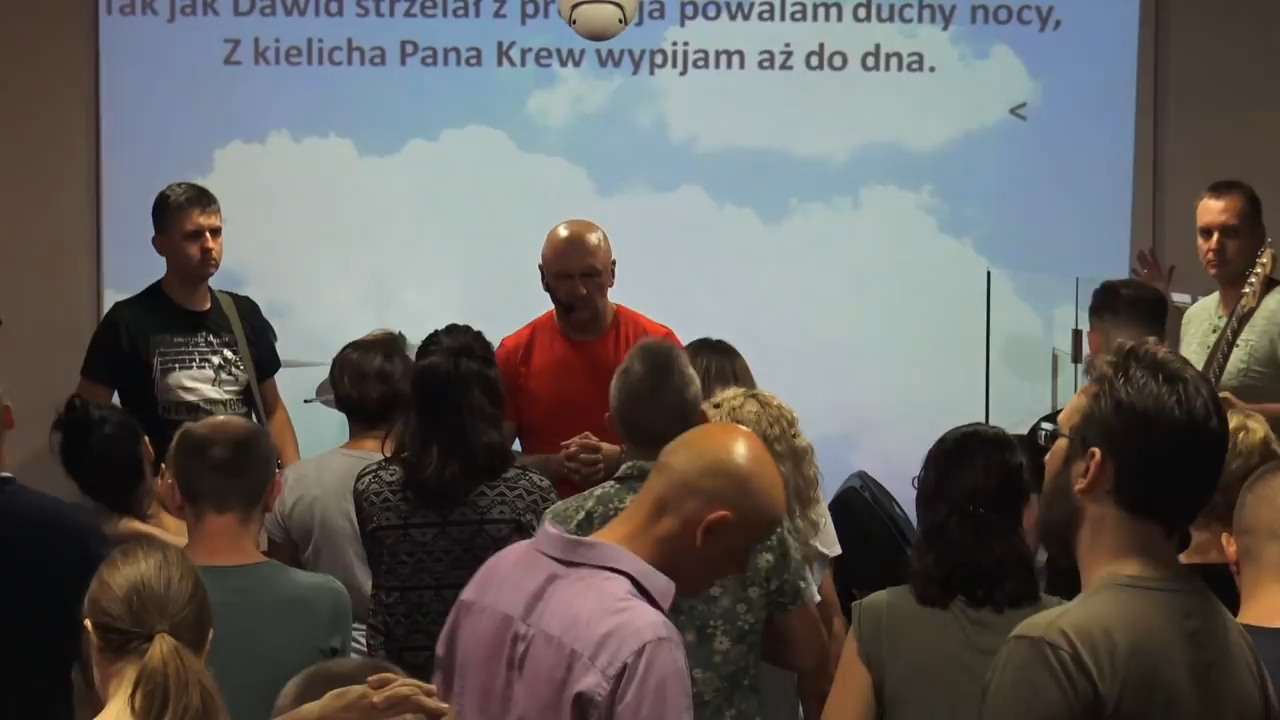 Tak jak Dawid strzelał z ja powalam duchy nocy,
Z kielicha Pana Krew wypijam aż do dna.
<